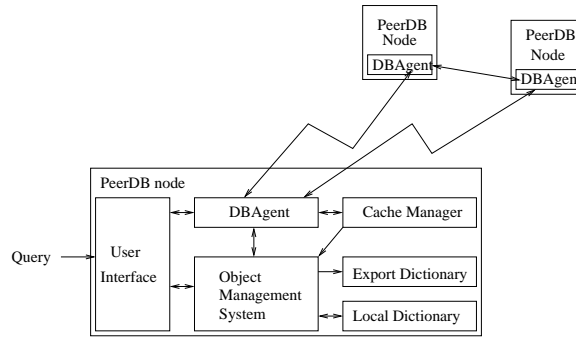 PeerDB
Node
DBAgent
PeerDB
Node
DBAgent
PeerDB node
DBAgent
Cache Manager
User
Interface
Query
Object
Management
System
Export Dictionary
Local Dictionary